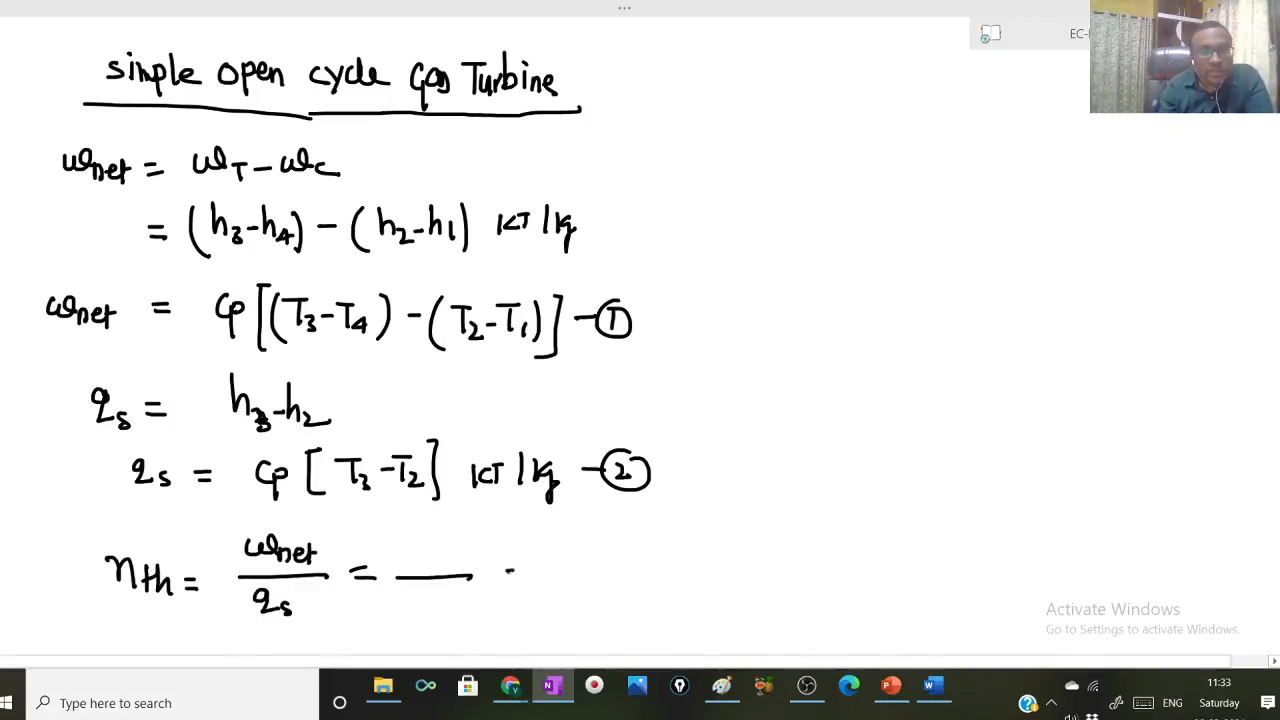 ...
EC-
simple open cycle Gas Turbine
Wnet = WT - WC
= (h3-h4) - (h2-h1) KJ/kg
Wnet = Cp[(T3-T4) - (T2-T1)] - ①
qs = h3-h2
qs = Cp[T3-T2] KJ/kg - ②
ηth = Wnet/qs = —
Activate Windows
Go to Settings to activate Windows.
Type here to search
ENG
11:33
Saturday